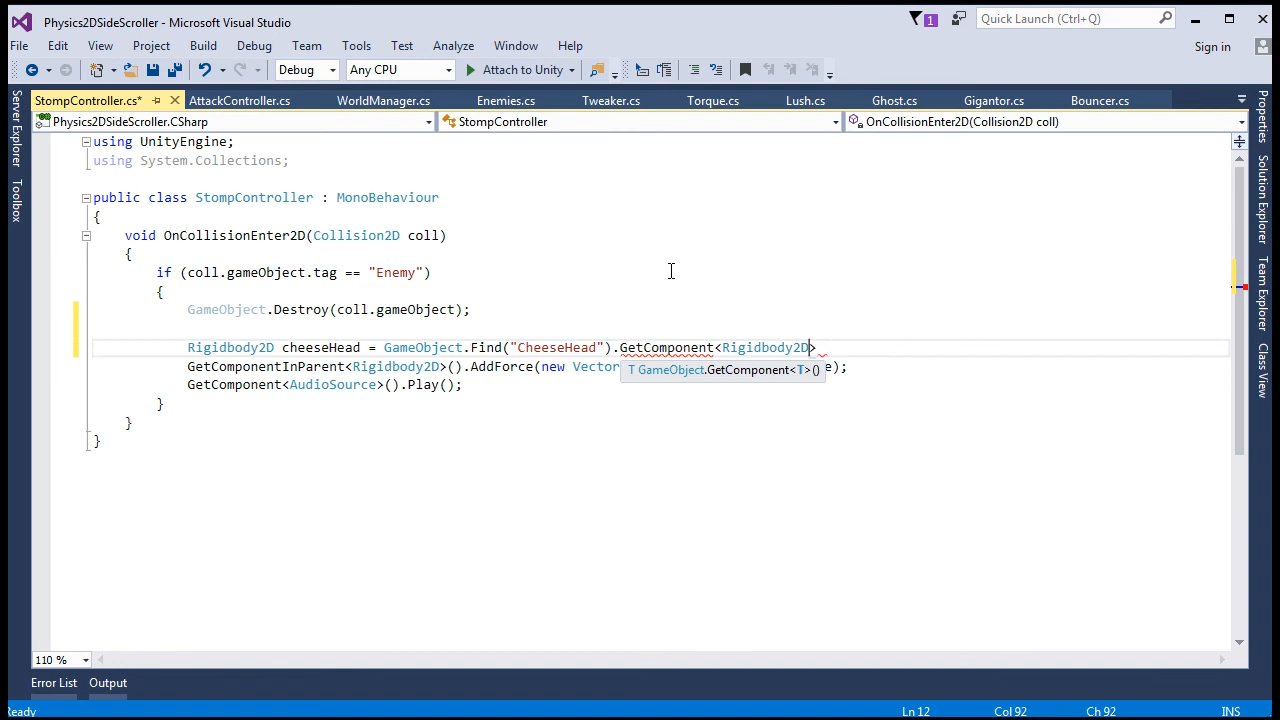 Physics2DSideScroller - Microsoft Visual Studio
1
Quick Launch (Ctrl+Q)
File Edit View Project Build Debug Team Tools Test Analyze Window Help
Sign in
Debug Any CPU Attach to Unity
StompController.cs* AttackController.cs WorldManager.cs Enemies.cs Tweaker.cs Torque.cs Lush.cs Ghost.cs Gigantor.cs Bouncer.cs
Physics2DSideScroller.CSharp StompController OnCollisionEnter2D(Collision2D coll)
Server Explorer
Toolbox
using UnityEngine;
using System.Collections;
public class StompController : MonoBehaviour
{
void OnCollisionEnter2D(Collision2D coll)
{
if (coll.gameObject.tag == "Enemy")
{
GameObject.Destroy(coll.gameObject);
Rigidbody2D cheeseHead = GameObject.Find("CheeseHead").GetComponent<Rigidbody2D>
GetComponentInParent<Rigidbody2D>().AddForce(new Vector e);
T GameObject.GetComponent<T>()
GetComponent<AudioSource>().Play();
}
}
}
Properties
Solution Explorer
Team Explorer
Class View
110 %
Error List Output
Ready Ln 12 Col 92 Ch 92 INS